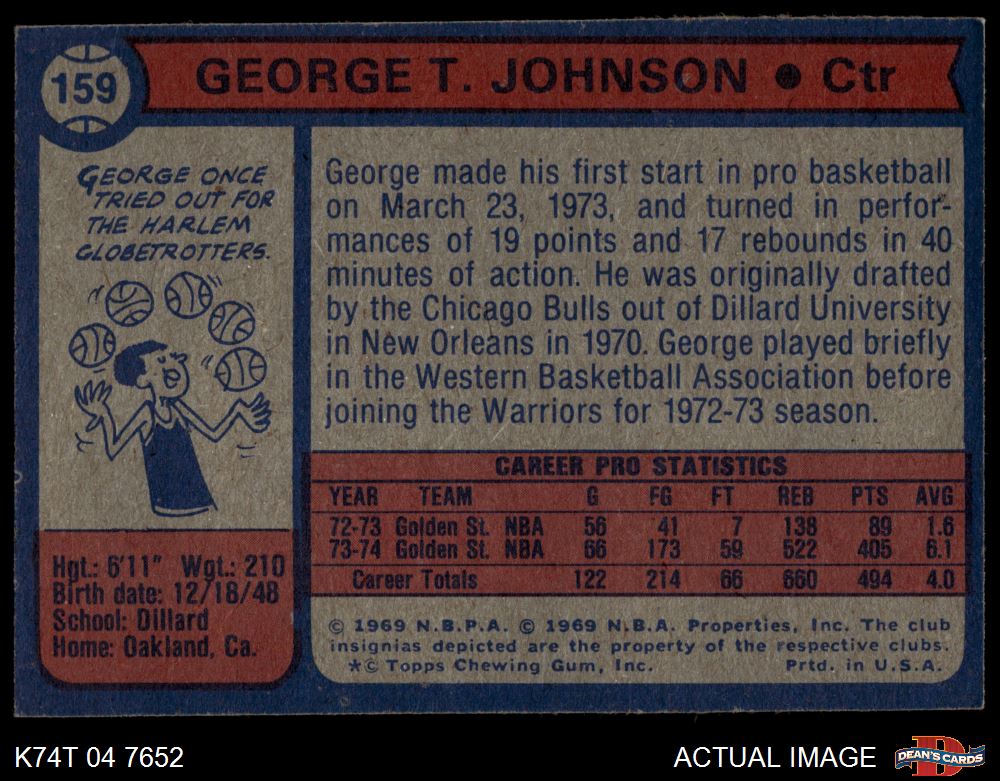 159
GEORGE T. JOHNSON ● Ctr
GEORGE ONCE
TRIED OUT FOR
THE HARLEM
GLOBETROTTERS.
George made his first start in pro basketball
on March 23, 1973, and turned in perfor-
mances of 19 points and 17 rebounds in 40
minutes of action. He was originally drafted
by the Chicago Bulls out of Dillard University
in New Orleans in 1970. George played briefly
in the Western Basketball Association before
joining the Warriors for 1972-73 season.
CAREER PRO STATISTICS
YEAR TEAM G FG FT REB PTS AVG
72-73 Golden St. NBA 56 41 7 138 89 1.6
73-74 Golden St. NBA 66 173 59 522 405 6.1
Career Totals 122 214 66 660 494 4.0
Hgt.: 6'11" Wgt.: 210
Birth date: 12/18/48
School: Dillard
Home: Oakland, Ca.
© 1969 N.B.P.A. © 1969 N.B.A. Properties, Inc. The club
insignias depicted are the property of the respective clubs.
*© Topps Chewing Gum, Inc. Prtd. in U.S.A.
K74T 04 7652
ACTUAL IMAGE
D
DEAN'S CARDS